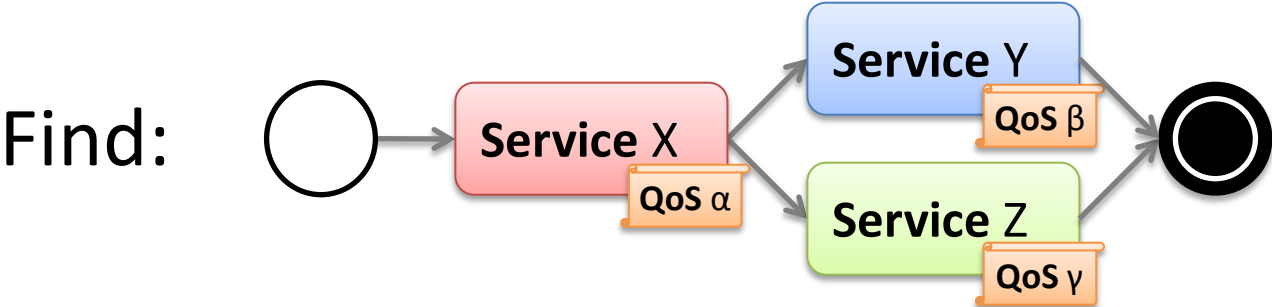 Find:
Service X
QoS α
Service Y
QoS β
Service Z
QoS γ